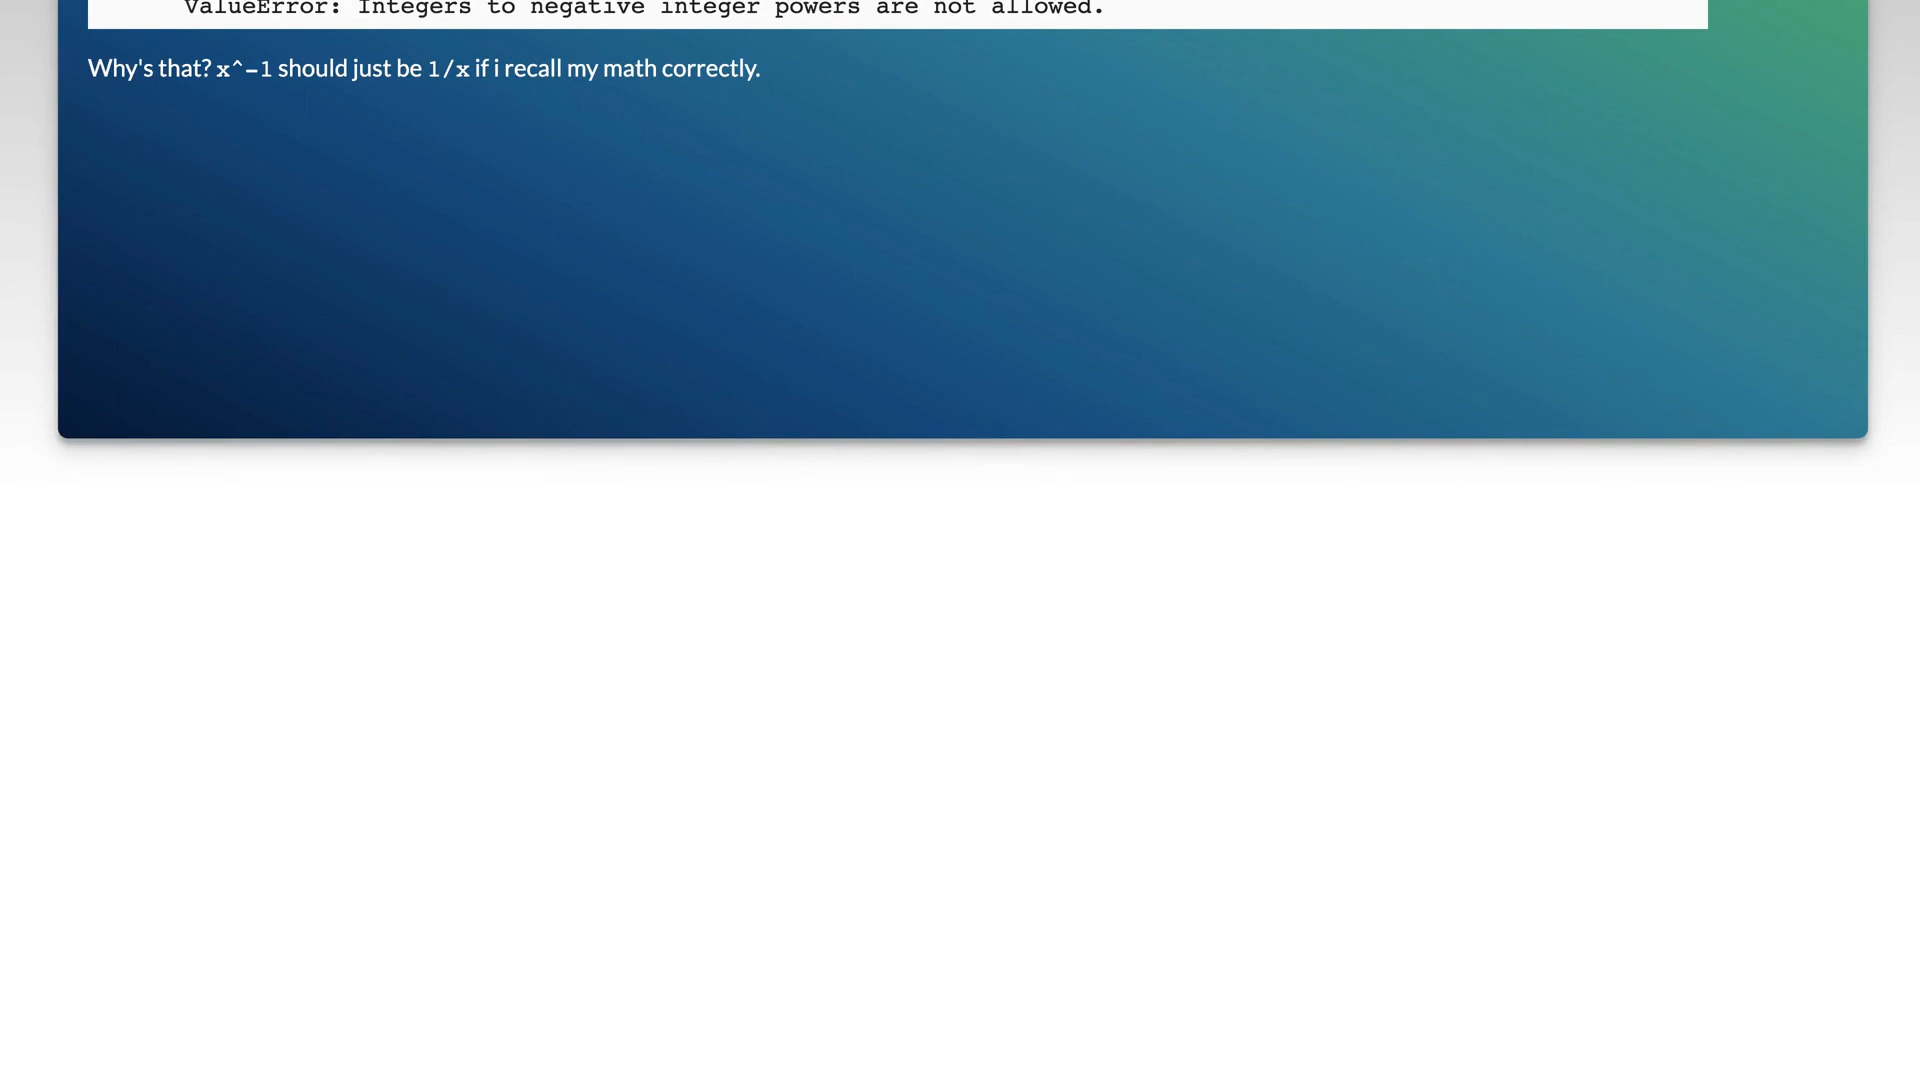 ValueError: Integers to negative integer powers are not allowed.
Why's that? x^-1 should just be 1/x if i recall my math correctly.